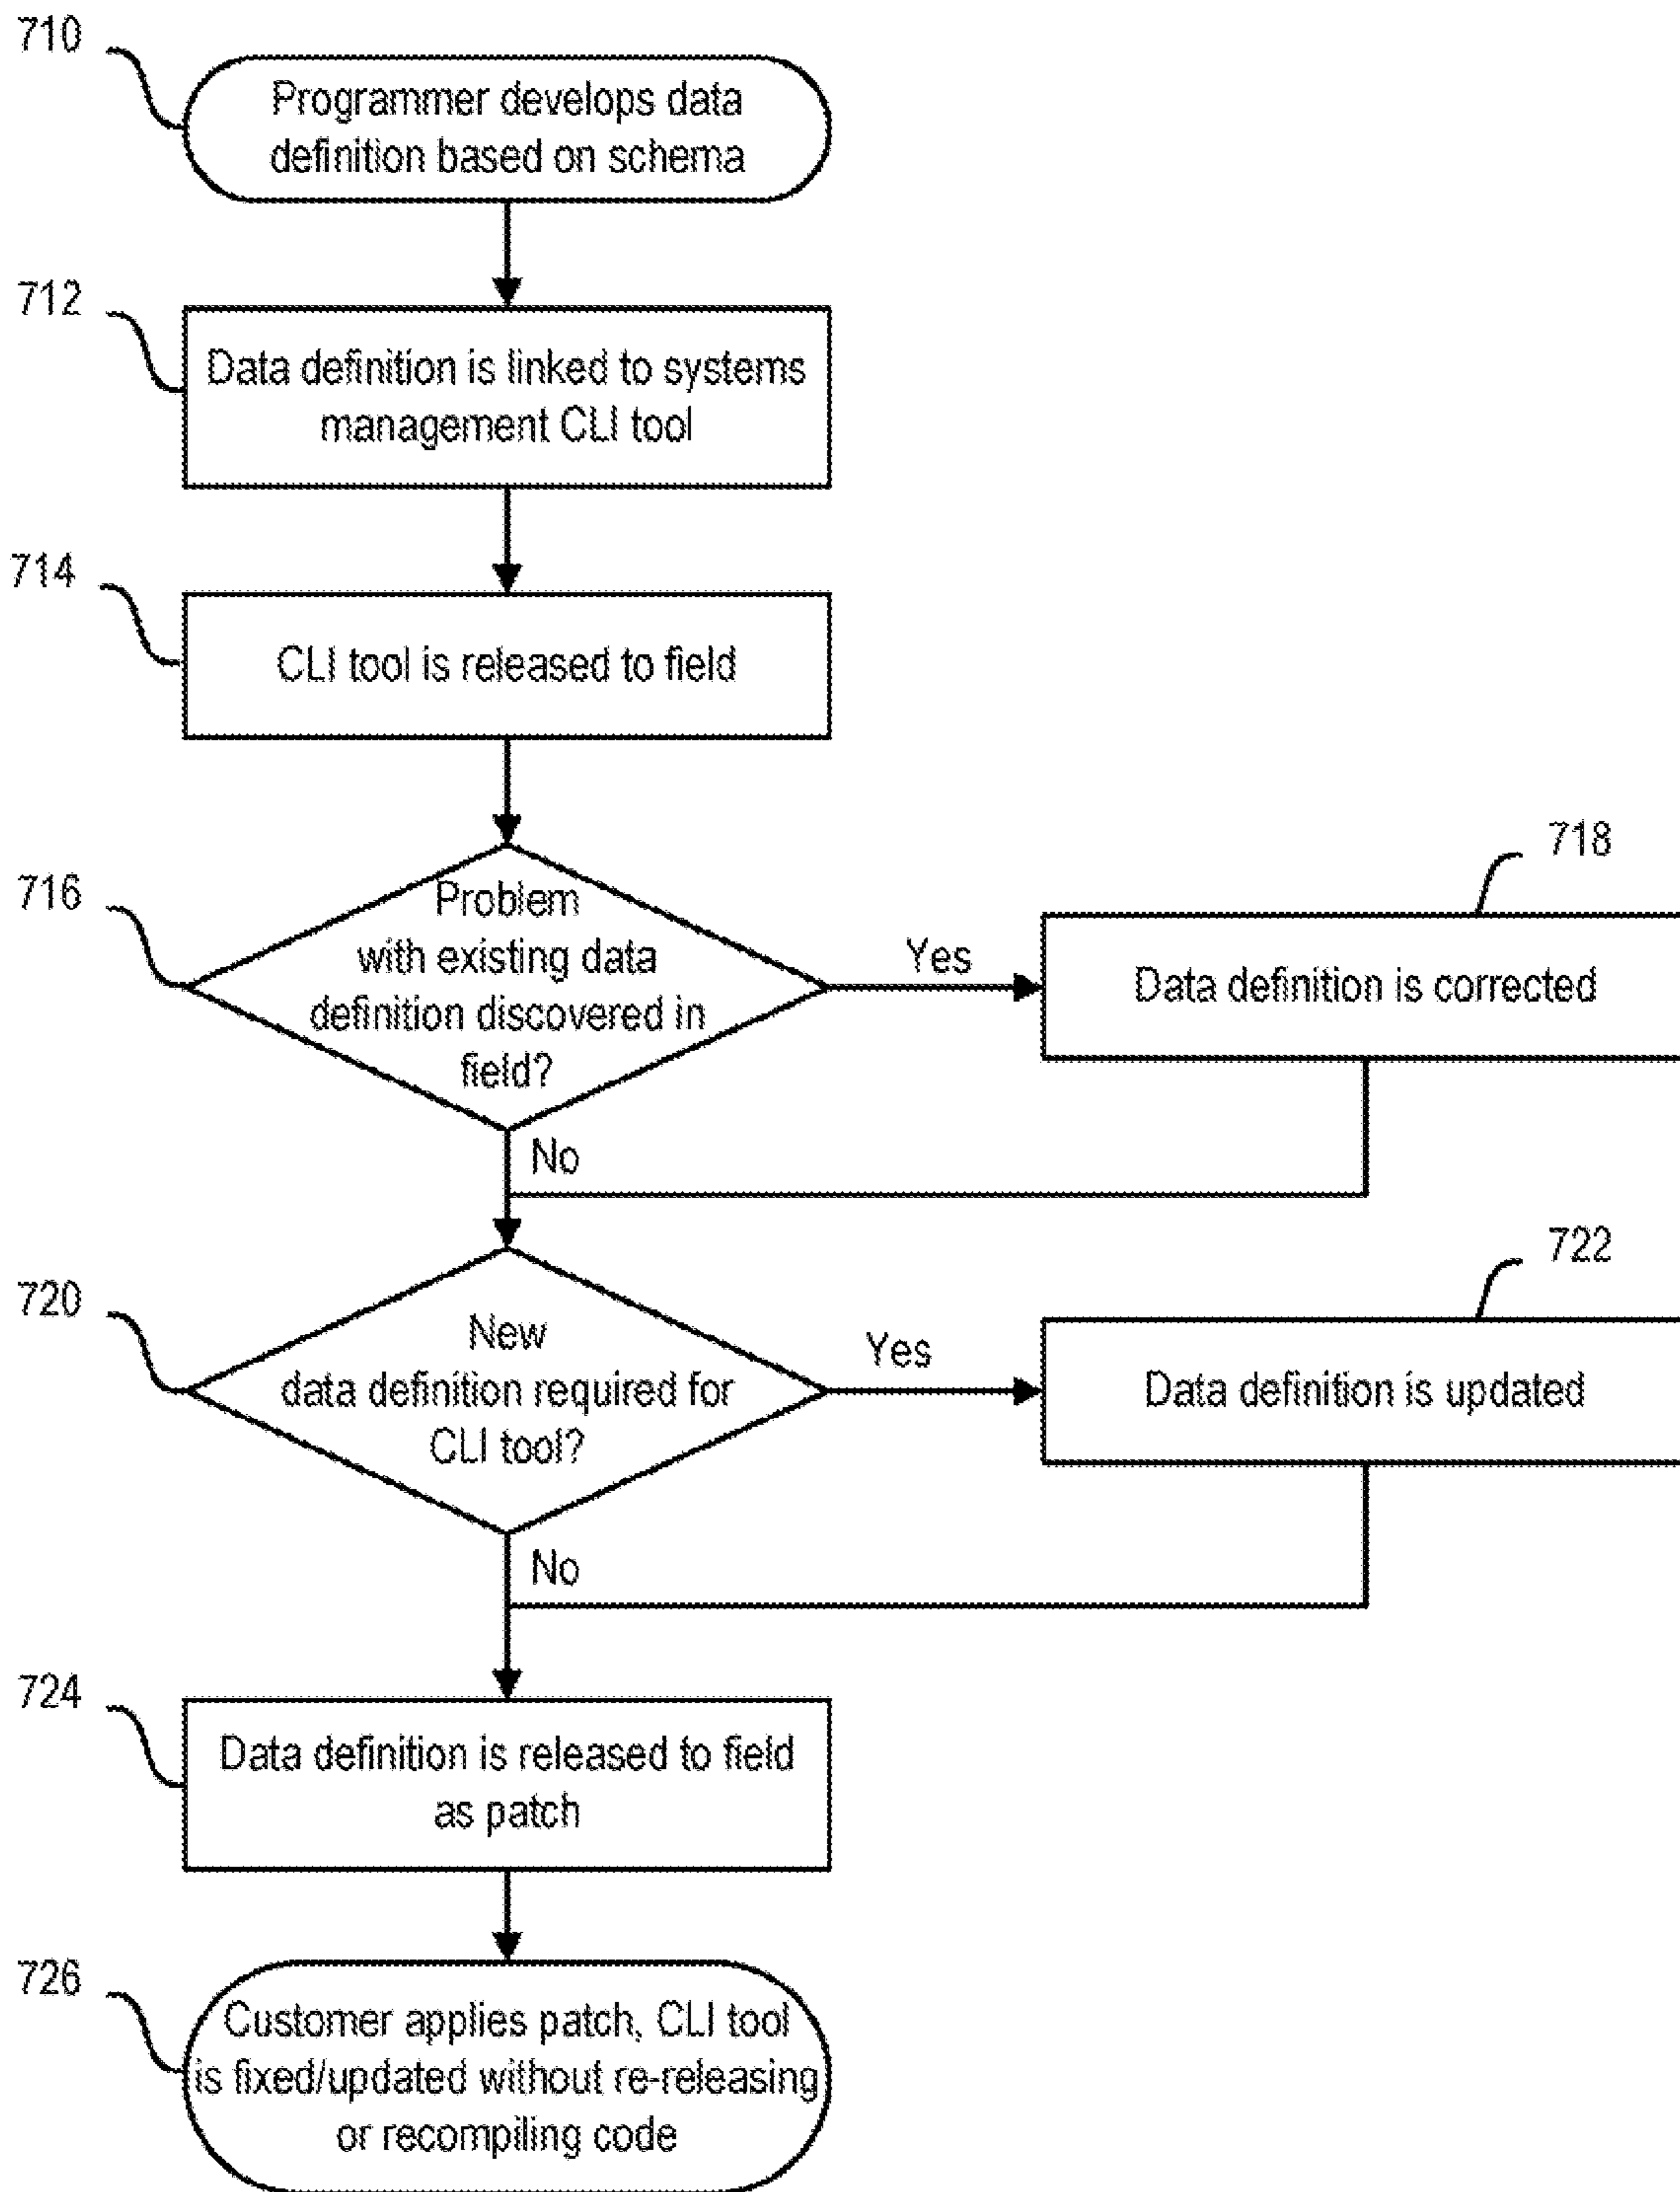 710
Programmer develops data
definition based on schema
712
Data definition is linked to systems
management CLI tool
714
CLI tool is released to field
716
Problem
with existing data
definition discovered in
field?
Yes
718
Data definition is corrected
No
720
New
data definition required for
CLI tool?
Yes
722
Data definition is updated
No
724
Data definition is released to field
as patch
726
Customer applies patch, CLI tool
is fixed/updated without re-releasing
or recompiling code